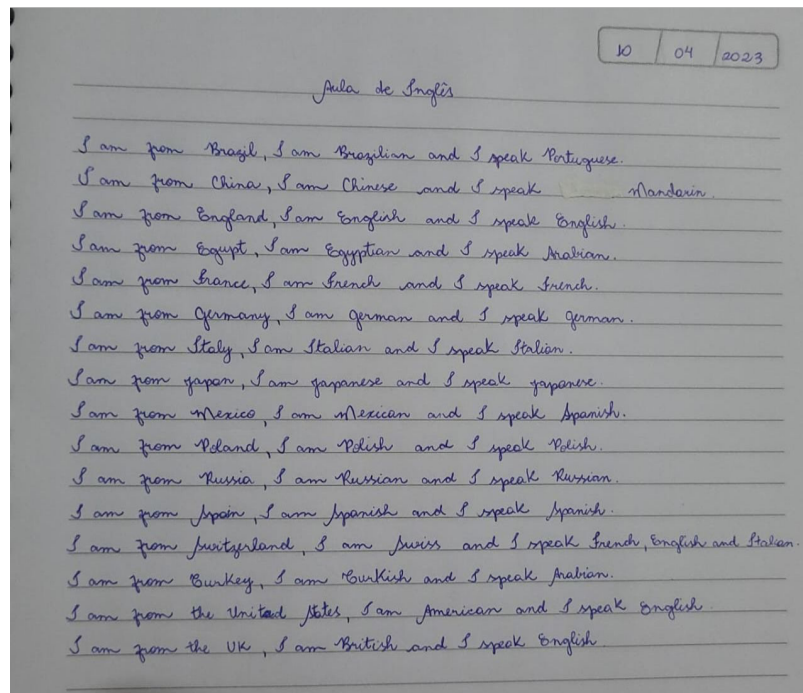 10 / 04 / 2023
Aula de Inglês
I am from Brazil, I am Brazilian and I speak Portuguese.
I am from China, I am Chinese and I speak Mandarin.
I am from England, I am English and I speak English.
I am from Egupt, I am Egyptian and I speak Arabian.
I am from France, I am French and I speak French.
I am from Germany, I am german and I speak german.
I am from Italy, I am Italian and I speak Italian.
I am from japan, I am japanese and I speak japanese.
I am from Mexico, I am Mexican and I speak Spanish.
I am from Poland, I am Polish and I speak Polish.
I am from Russia, I am Russian and I speak Russian.
I am from Spain, I am Spanish and I speak Spanish.
I am from Switzerland, I am Swiss and I speak French, English and Italian.
I am from Turkey, I am Turkish and I speak Arabian.
I am from the United States, I am American and I speak English.
I am from the UK, I am British and I speak English.